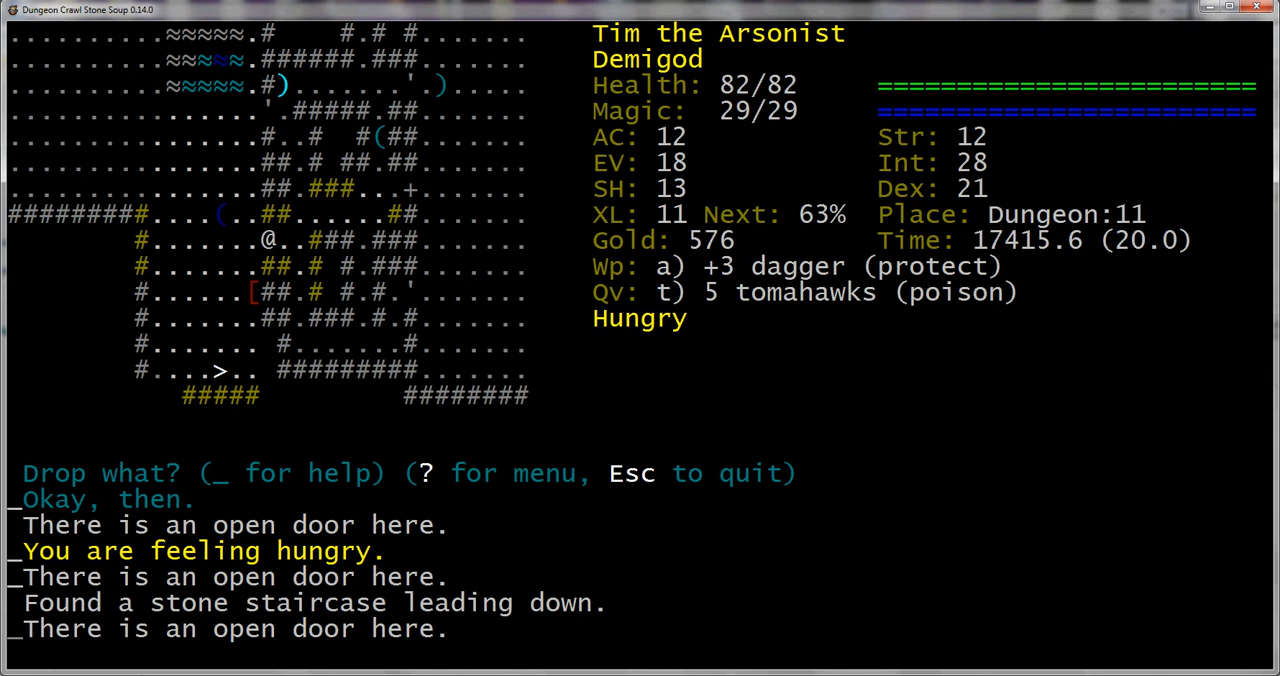 Dungeon Crawl Stone Soup 0.14.0
..........≈≈≈≈≈.#    #.# #.......
..........≈≈≈≈≈.######.###.......
..........≈≈≈≈≈.#).......'.).....
................'.#####.##.......
................#..#  #(##.......
................##.# ##.##.......
................##.###...+.......
#########....(..##......##.......
        #.......@..###.###.......
        #.......##.# #.###.......
        #......[##.# #.#.'.......
        #.......##.###.#.#.......
        #....... #.......#.......
        #....>.. #########.......
           #####         ########
Tim the Arsonist
Demigod
Health: 82/82 ========================
Magic: 29/29 ========================
AC: 12 Str: 12
EV: 18 Int: 28
SH: 13 Dex: 21
XL: 11 Next: 63% Place: Dungeon:11
Gold: 576 Time: 17415.6 (20.0)
Wp: a) +3 dagger (protect)
Qv: t) 5 tomahawks (poison)
Hungry
Drop what? (_ for help) (? for menu, Esc to quit)
_Okay, then.
There is an open door here.
_You are feeling hungry.
_There is an open door here.
Found a stone staircase leading down.
_There is an open door here.